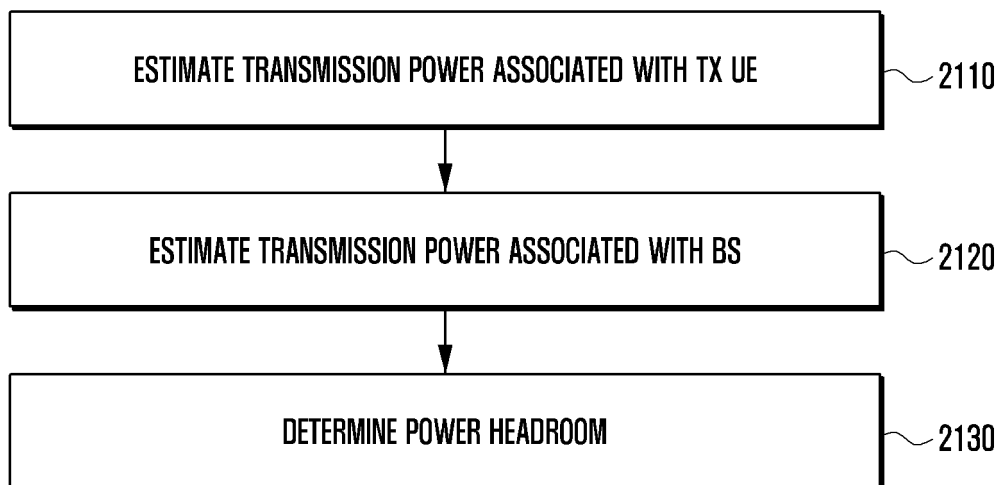 ESTIMATE TRANSMISSION POWER ASSOCIATED WITH TX UE
2110
ESTIMATE TRANSMISSION POWER ASSOCIATED WITH BS
2120
DETERMINE POWER HEADROOM
2130